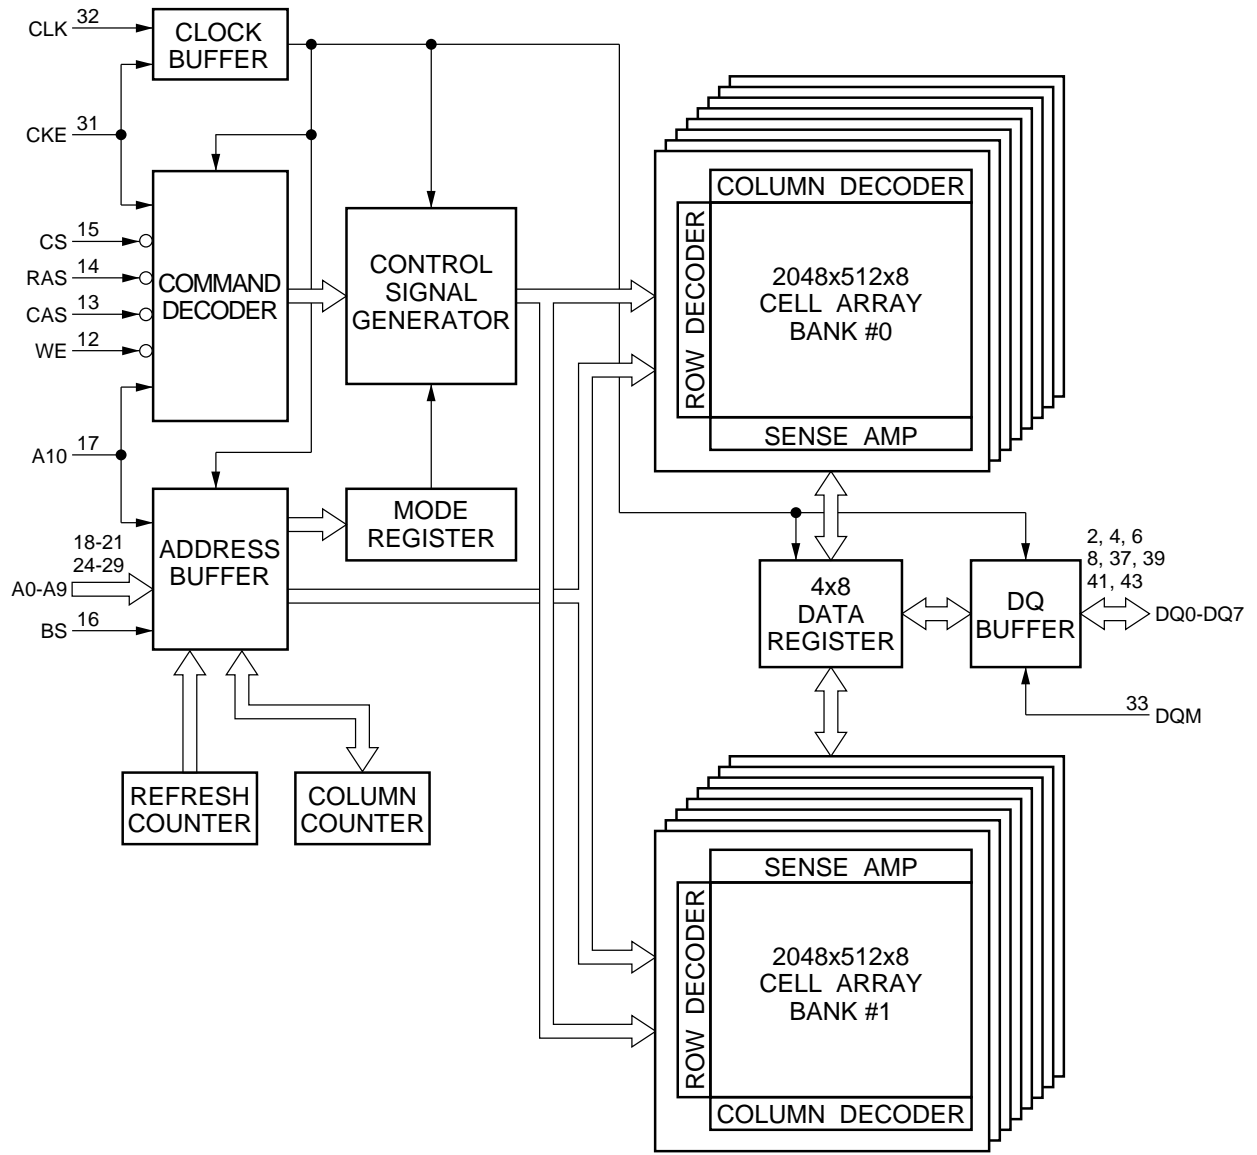 CLK 32
CLOCK
BUFFER
CKE 31
CS 15
RAS 14
CAS 13
WE 12
COMMAND
DECODER
CONTROL
SIGNAL
GENERATOR
A10 17
18-21
24-29
A0-A9
BS 16
ADDRESS
BUFFER
MODE
REGISTER
REFRESH
COUNTER
COLUMN
COUNTER
COLUMN DECODER
ROW DECODER
2048x512x8
CELL ARRAY
BANK #0
SENSE AMP
4x8
DATA
REGISTER
DQ
BUFFER
2, 4, 6
8, 37, 39
41, 43
DQ0-DQ7
33 DQM
SENSE AMP
ROW DECODER
2048x512x8
CELL ARRAY
BANK #1
COLUMN DECODER